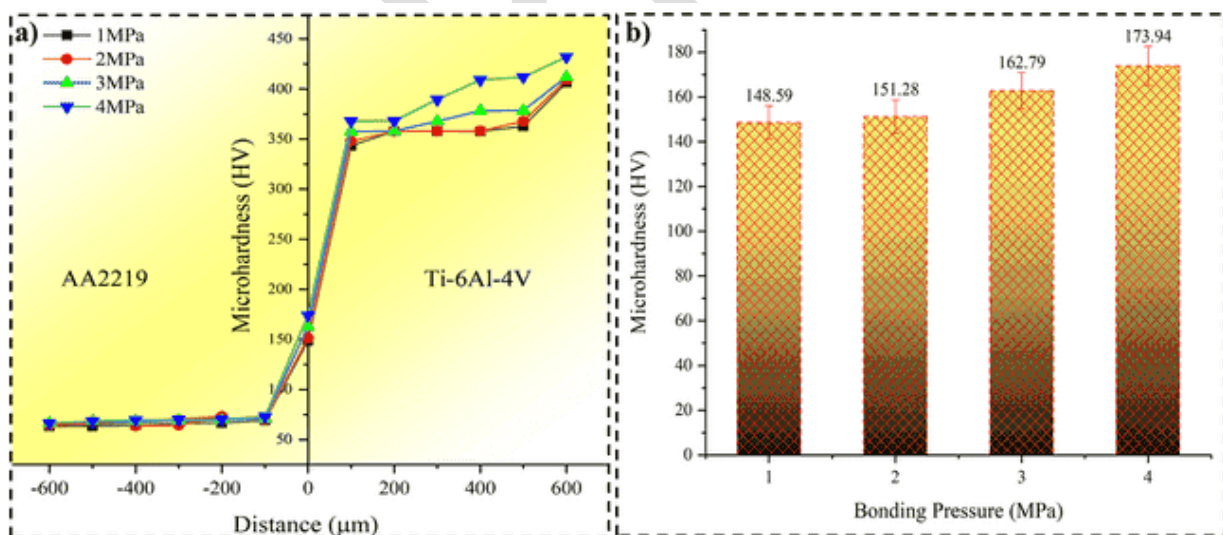 a)
1MPa
2MPa
3MPa
4MPa
450
400
350
300
250
200
150
100
50
Microhardness (HV)
AA2219
Ti-6Al-4V
-600
-400
-200
0
200
400
600
Distance (μm)
b)
180
160
140
120
100
80
60
40
20
0
Microhardness (HV)
148.59
151.28
162.79
173.94
1
2
3
4
Bonding Pressure (MPa)